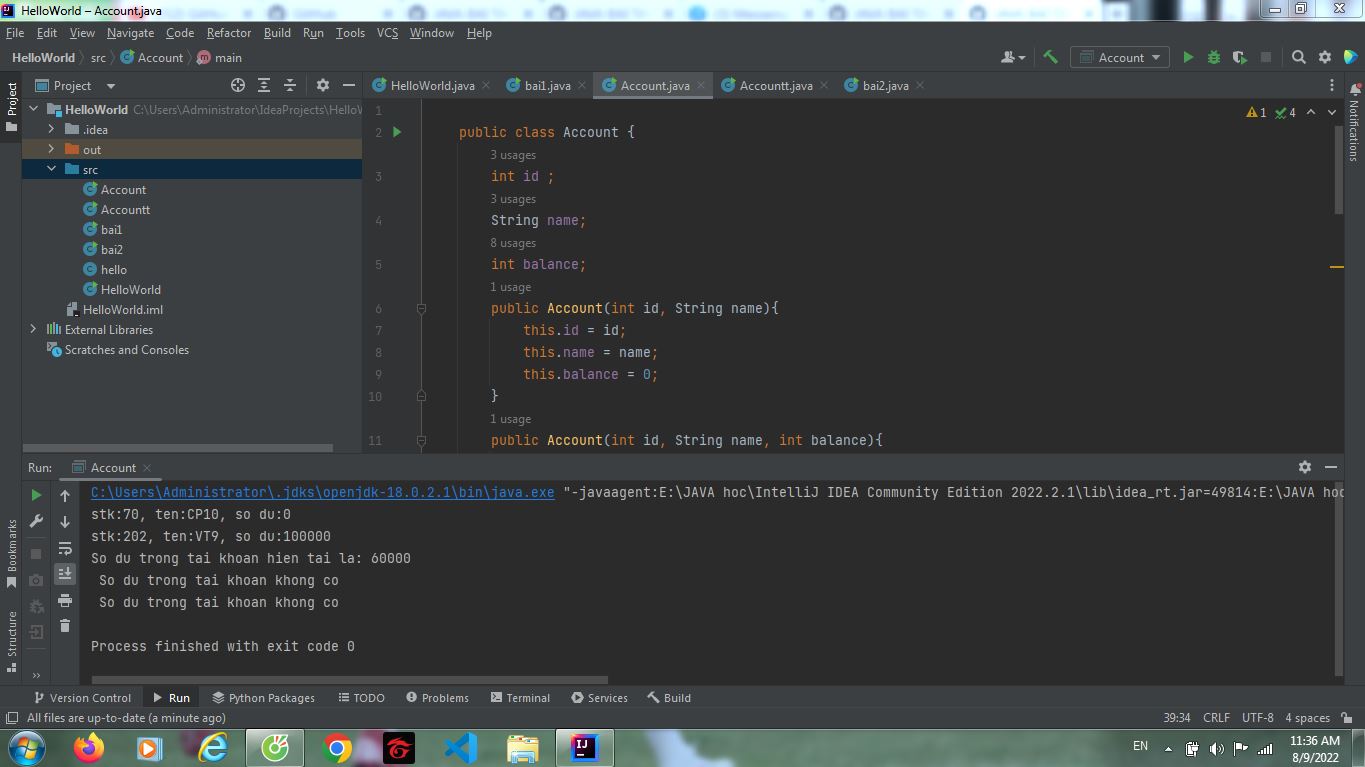 HelloWorld – Account.java
File Edit View Navigate Code Refactor Build Run Tools VCS Window Help
HelloWorld src Account main
Account
Project
HelloWorld.java bai1.java Account.java Accountt.java bai2.java
Project
Notifications
HelloWorld C:\Users\Administrator\IdeaProjects\HelloW
.idea
out
src
Account
Accountt
bai1
bai2
hello
HelloWorld
HelloWorld.iml
External Libraries
Scratches and Consoles
1
1 4
2 public class Account {
3 usages
3 int id ;
3 usages
4 String name;
8 usages
5 int balance;
1 usage
6 public Account(int id, String name){
7 this.id = id;
8 this.name = name;
9 this.balance = 0;
10 }
1 usage
11 public Account(int id, String name, int balance){
Run: Account
C:\Users\Administrator\.jdks\openjdk-18.0.2.1\bin\java.exe "-javaagent:E:\JAVA hoc\IntelliJ IDEA Community Edition 2022.2.1\lib\idea_rt.jar=49814:E:\JAVA hoc
stk:70, ten:CP10, so du:0
stk:202, ten:VT9, so du:100000
So du trong tai khoan hien tai la: 60000
So du trong tai khoan khong co
So du trong tai khoan khong co
Process finished with exit code 0
Bookmarks
Structure
Version Control Run Python Packages TODO Problems Terminal Services Build
All files are up-to-date (a minute ago)
39:34 CRLF UTF-8 4 spaces
EN
11:36 AM
8/9/2022